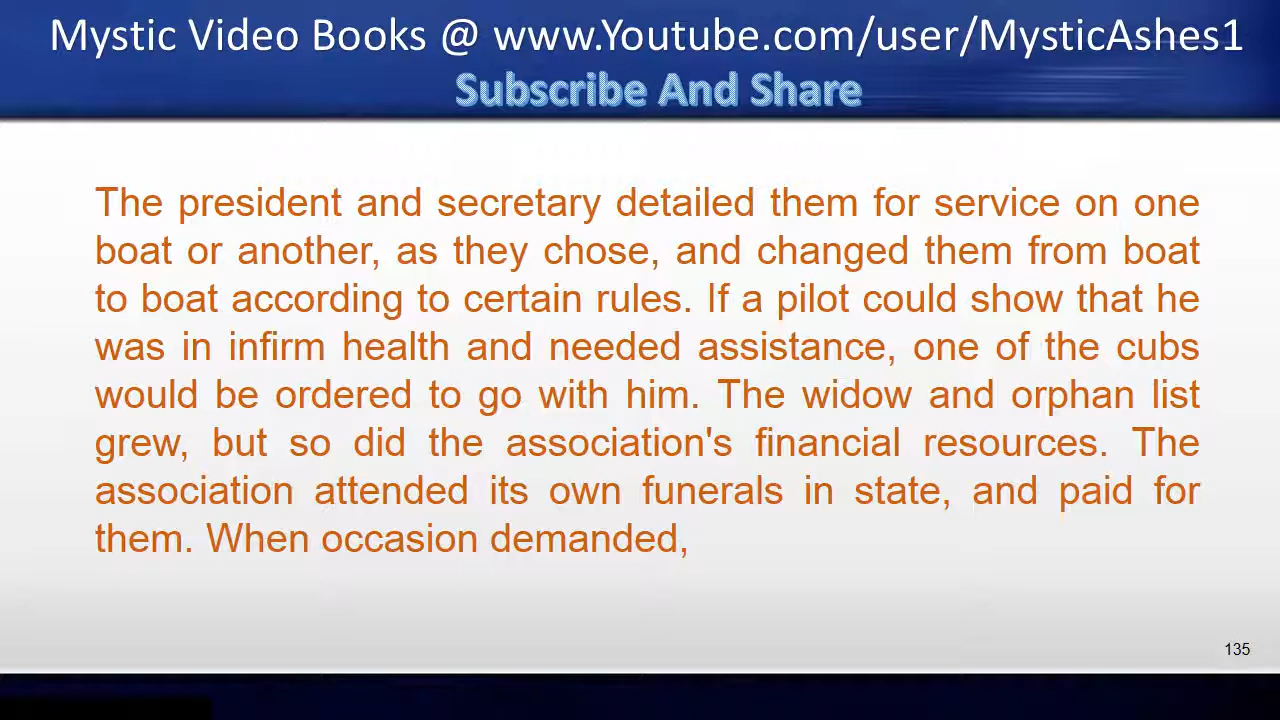 Mystic Video Books @ www.Youtube.com/user/MysticAshes1
Subscribe And Share
The president and secretary detailed them for service on one
boat or another, as they chose, and changed them from boat
to boat according to certain rules. If a pilot could show that he
was in infirm health and needed assistance, one of the cubs
would be ordered to go with him. The widow and orphan list
grew, but so did the association's financial resources. The
association attended its own funerals in state, and paid for
them. When occasion demanded,
135